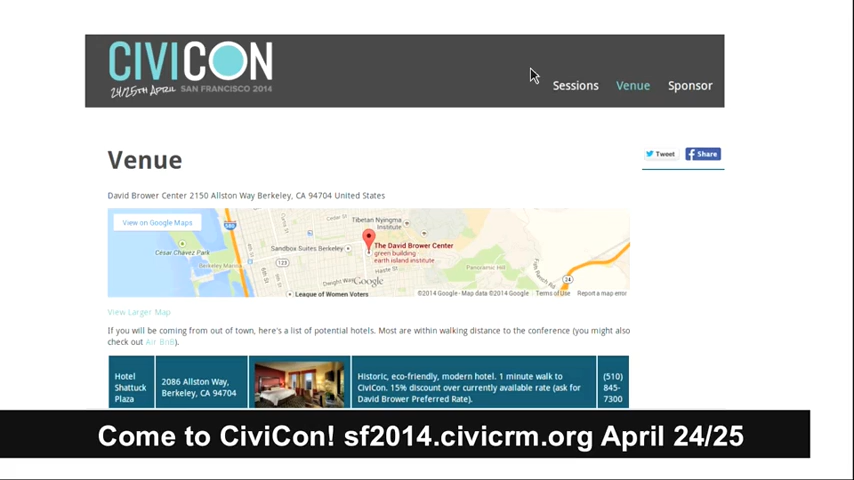 CIVICON
24/25TH APRIL SAN FRANCISCO 2014
Sessions Venue Sponsor
Venue
Tweet Share
David Brower Center 2150 Allston Way Berkeley, CA 94704 United States
View on Google Maps
Tibetan Nyingma
Institute
Sandbox Suites Berkeley
The David Brower Center
green building
earth island institute
Cesar Chavez Park
Berkeley Marina
Haste St
Panoramic Hill
Dwight Way
Google
League of Women Voters
©2014 Google - Map data ©2014 Google Terms of Use Report a map error
View Larger Map
If you will be coming from out of town, here's a list of potential hotels. Most are within walking distance to the conference (you might also
check out Air BnB).
Hotel
Shattuck
Plaza
2086 Allston Way,
Berkeley, CA 94704
Historic, eco-friendly, modern hotel. 1 minute walk to
CiviCon. 15% discount over currently available rate (ask for
David Brower Preferred Rate).
(510)
845-
7300
Come to CiviCon! sf2014.civicrm.org April 24/25